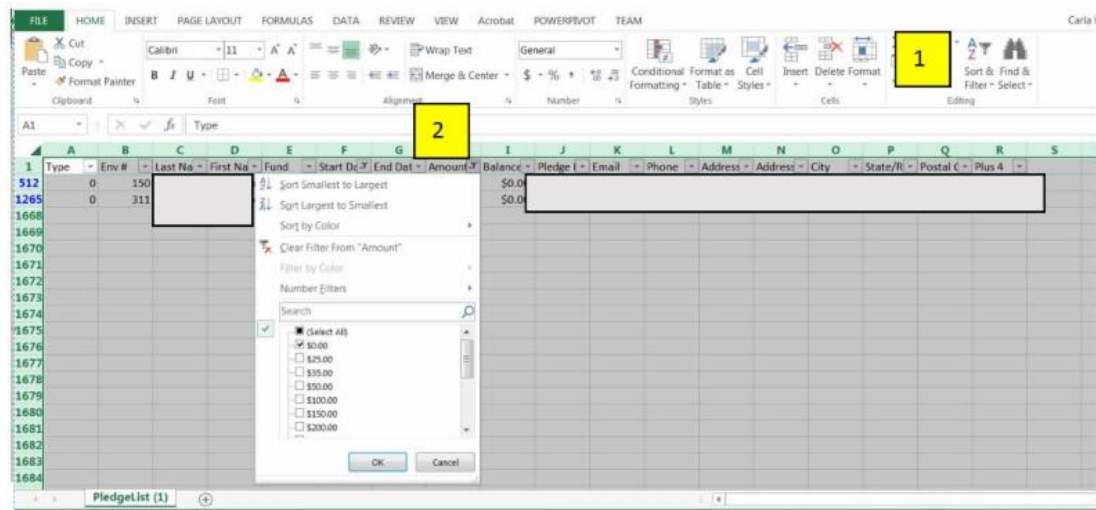 FILE HOME INSERT PAGE LAYOUT FORMULAS DATA REVIEW VIEW Acrobat POWERPIVOT TEAM Carla
Cut
Copy
Paste
Format Painter
Clipboard
Calibri 11
B I U
Font
Wrap Text
Merge & Center
Alignment
General
$ % ,
Number
Conditional Formatting
Format as Table
Cell Styles
Styles
Insert Delete Format
Cells
1
Sort & Filter
Find & Select
Editing
A1 fx Type
2
A B C D E F G I J K L M N O P Q R S
1 Type Env # Last Na First Na Fund Start Da End Dat Amount Balance Pledge Email Phone Address Address City State/R Postal C Plus 4
512 0 150 $0.0
1265 0 311 $0.0
1668
1669
1670
1671
1672
1673
1674
1675
1676
1677
1678
1679
1680
1681
1682
1683
1684
Sort Smallest to Largest
Sort Largest to Smallest
Sort by Color
Clear Filter From "Amount"
Filter by Color
Number Filters
Search
(Select All)
$0.00
$25.00
$35.00
$50.00
$100.00
$150.00
$200.00
OK Cancel
PledgeList (1)